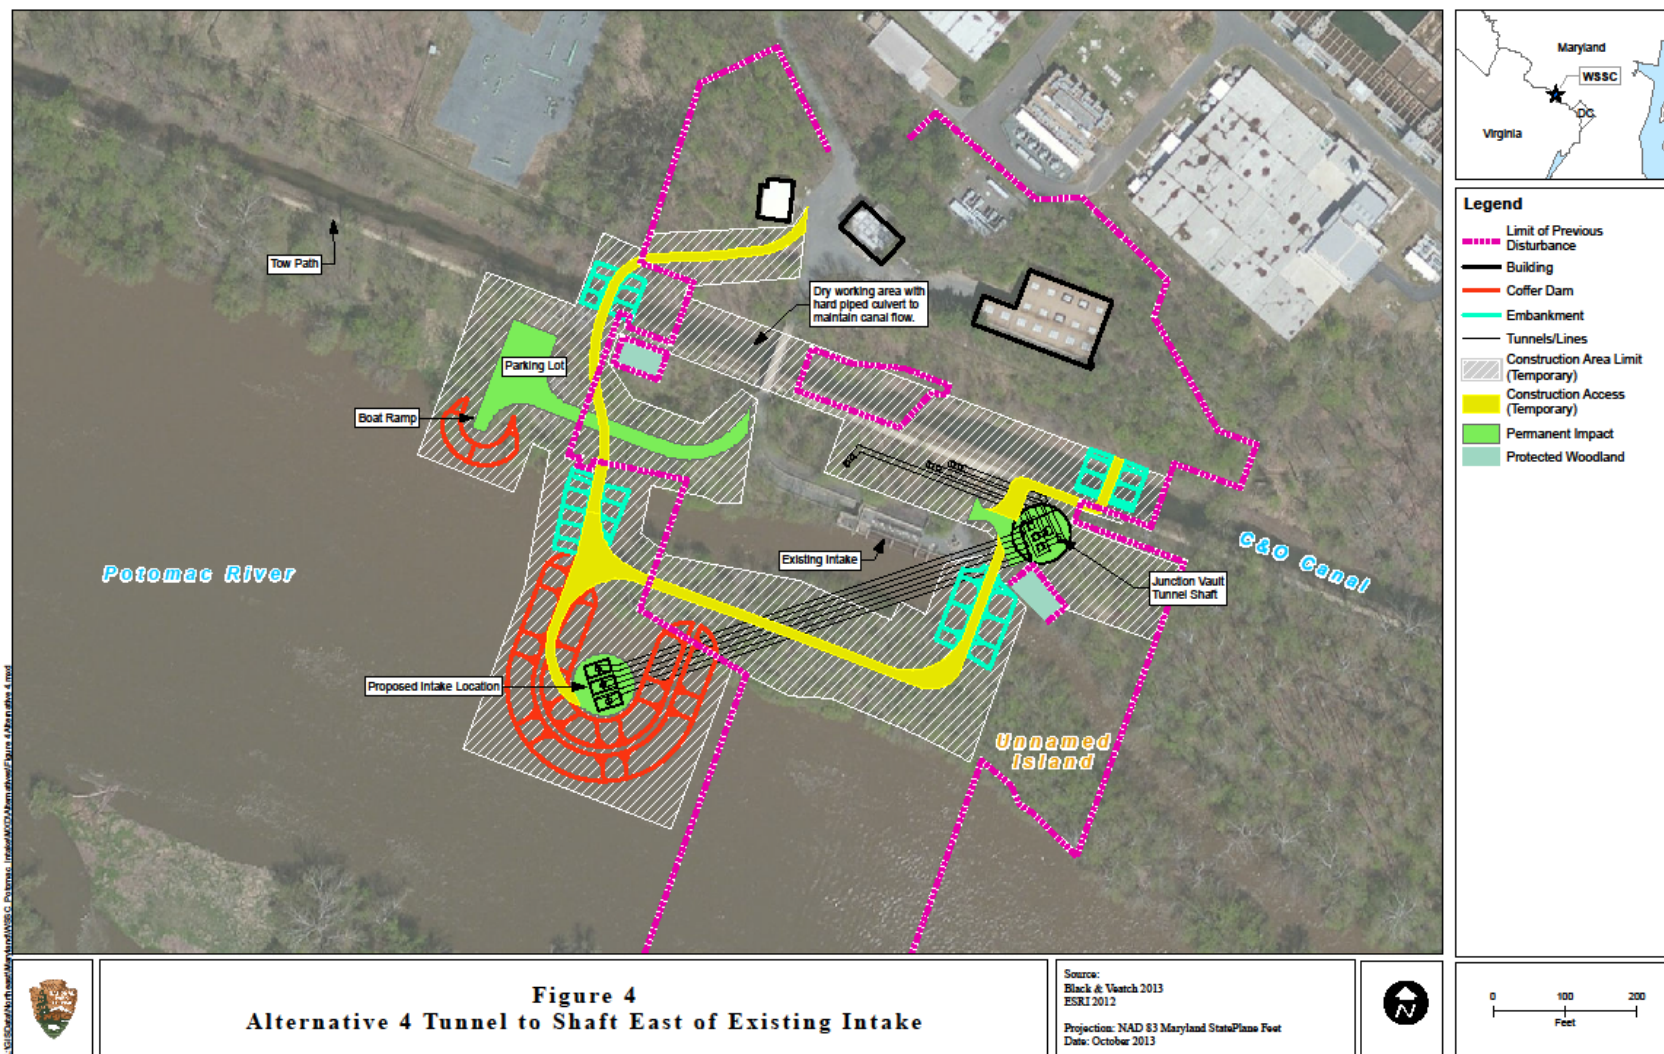 Maryland
WSSC
DC
Virginia
Legend
Limit of Previous
Disturbance
Building
Coffer Dam
Embankment
Tunnels/Lines
Construction Area Limit
(Temporary)
Construction Access
(Temporary)
Permanent Impact
Protected Woodland
Tow Path
Dry working area with
hard piped culvert to
maintain canal flow.
Parking Lot
Boat Ramp
Existing Intake
C&O Canal
Potomac River
Junction Vault
Tunnel Shaft
Proposed Intake Location
Unnamed
Island
Figure 4
Alternative 4 Tunnel to Shaft East of Existing Intake
Source:
Black & Veatch 2013
ESRI 2012
Projection: NAD 83 Maryland StatePlane Feet
Date: October 2013
N
0 100 200
Feet